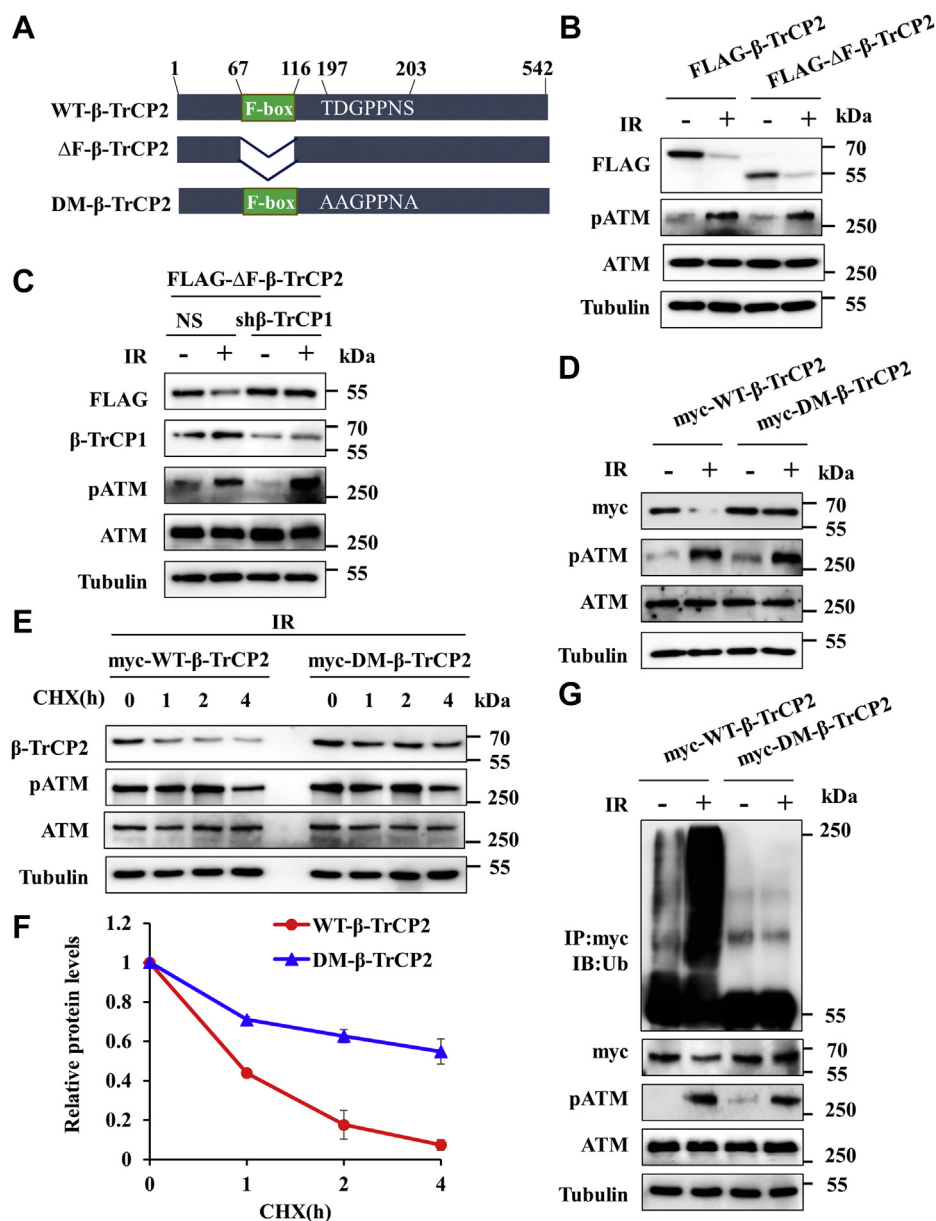 A
1 67 116 197 203 542
WT-β-TrCP2 F-box TDGPPNS
ΔF-β-TrCP2
DM-β-TrCP2 F-box AAGPPNA
B
FLAG-β-TrCP2
FLAG-ΔF-β-TrCP2
IR - + - + kDa
FLAG 70
55
pATM 250
ATM 250
Tubulin 55
C
FLAG-ΔF-β-TrCP2
NS shβ-TrCP1
IR - + - + kDa
FLAG 55
β-TrCP1 70
55
pATM 250
ATM 250
Tubulin 55
D
myc-WT-β-TrCP2
myc-DM-β-TrCP2
IR - + - + kDa
myc 70
55
pATM 250
ATM 250
Tubulin 55
E
IR
myc-WT-β-TrCP2 myc-DM-β-TrCP2
CHX(h) 0 1 2 4 0 1 2 4 kDa
β-TrCP2 70
55
pATM 250
ATM 250
Tubulin 55
F
WT-β-TrCP2
DM-β-TrCP2
Relative protein levels
1.2
1
0.8
0.6
0.4
0.2
0
0 1 2 4
CHX(h)
G
myc-WT-β-TrCP2
myc-DM-β-TrCP2
IR - + - + kDa
250
IP:myc
IB:Ub
55
myc 70
55
pATM 250
ATM 250
Tubulin 55